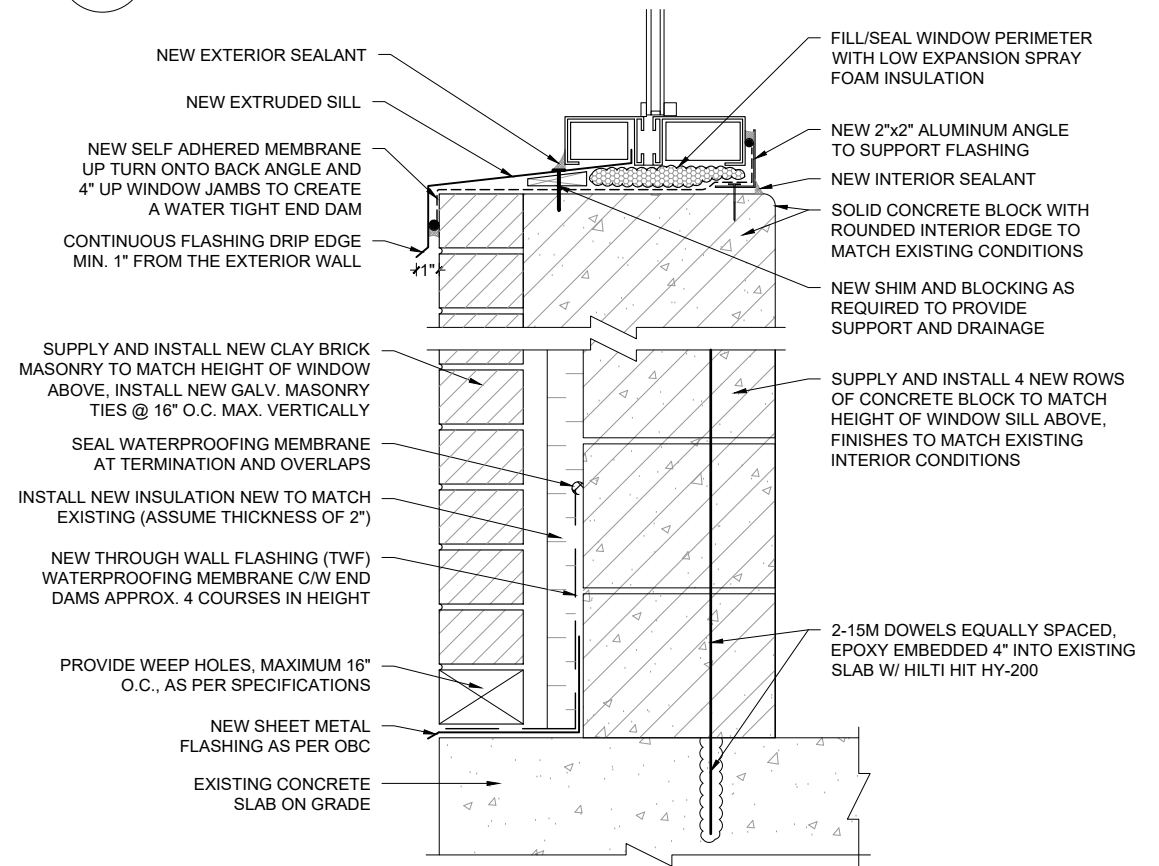 NEW EXTERIOR SEALANT
NEW EXTRUDED SILL
NEW SELF ADHERED MEMBRANE
UP TURN ONTO BACK ANGLE AND
4" UP WINDOW JAMBS TO CREATE
A WATER TIGHT END DAM
CONTINUOUS FLASHING DRIP EDGE
MIN. 1" FROM THE EXTERIOR WALL
1"
SUPPLY AND INSTALL NEW CLAY BRICK
MASONRY TO MATCH HEIGHT OF WINDOW
ABOVE, INSTALL NEW GALV. MASONRY
TIES @ 16" O.C. MAX. VERTICALLY
SEAL WATERPROOFING MEMBRANE
AT TERMINATION AND OVERLAPS
INSTALL NEW INSULATION NEW TO MATCH
EXISTING (ASSUME THICKNESS OF 2")
NEW THROUGH WALL FLASHING (TWF)
WATERPROOFING MEMBRANE C/W END
DAMS APPROX. 4 COURSES IN HEIGHT
PROVIDE WEEP HOLES, MAXIMUM 16"
O.C., AS PER SPECIFICATIONS
NEW SHEET METAL
FLASHING AS PER OBC
EXISTING CONCRETE
SLAB ON GRADE
FILL/SEAL WINDOW PERIMETER
WITH LOW EXPANSION SPRAY
FOAM INSULATION
NEW 2"x2" ALUMINUM ANGLE
TO SUPPORT FLASHING
NEW INTERIOR SEALANT
SOLID CONCRETE BLOCK WITH
ROUNDED INTERIOR EDGE TO
MATCH EXISTING CONDITIONS
NEW SHIM AND BLOCKING AS
REQUIRED TO PROVIDE
SUPPORT AND DRAINAGE
SUPPLY AND INSTALL 4 NEW ROWS
OF CONCRETE BLOCK TO MATCH
HEIGHT OF WINDOW SILL ABOVE,
FINISHES TO MATCH EXISTING
INTERIOR CONDITIONS
2-15M DOWELS EQUALLY SPACED,
EPOXY EMBEDDED 4" INTO EXISTING
SLAB W/ HILTI HIT HY-200